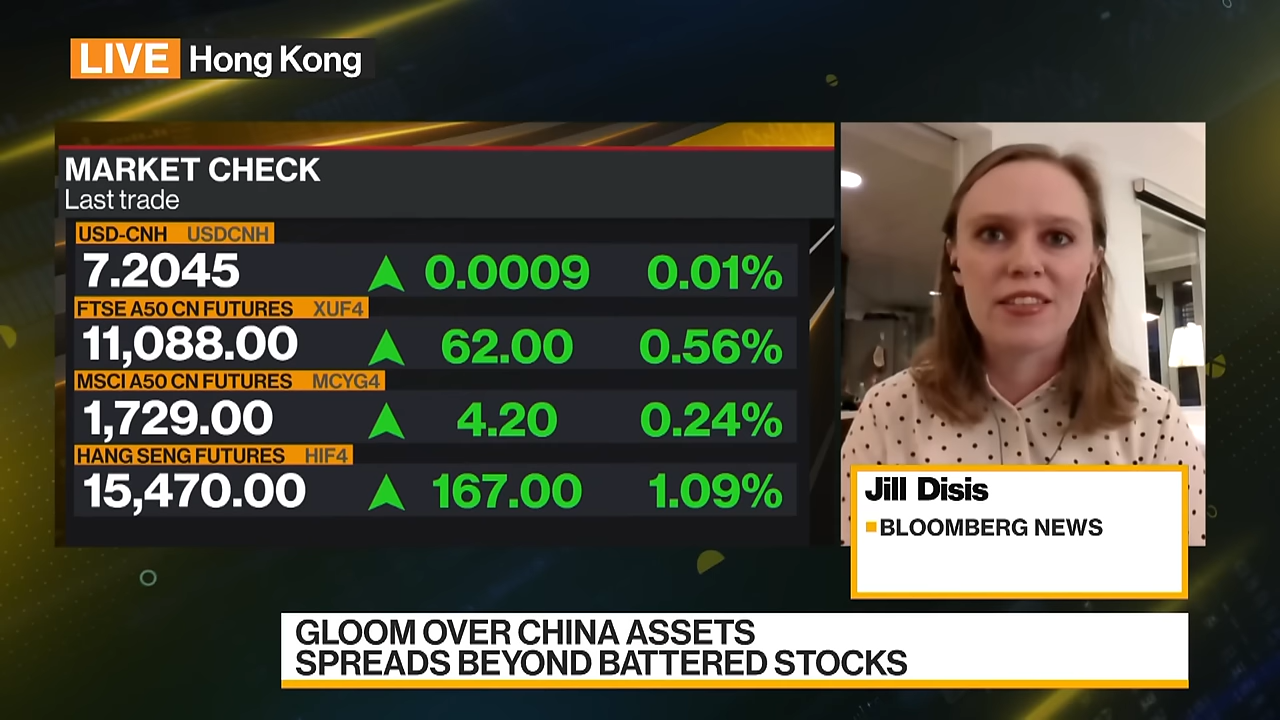 LIVE Hong Kong
MARKET CHECK
Last trade
USD-CNH USDCNH
7.2045 0.0009 0.01%
FTSE A50 CN FUTURES XUF4
11,088.00 62.00 0.56%
MSCI A50 CN FUTURES MCYG4
1,729.00 4.20 0.24%
HANG SENG FUTURES HIF4
15,470.00 167.00 1.09%
Jill Disis
BLOOMBERG NEWS
GLOOM OVER CHINA ASSETS
SPREADS BEYOND BATTERED STOCKS